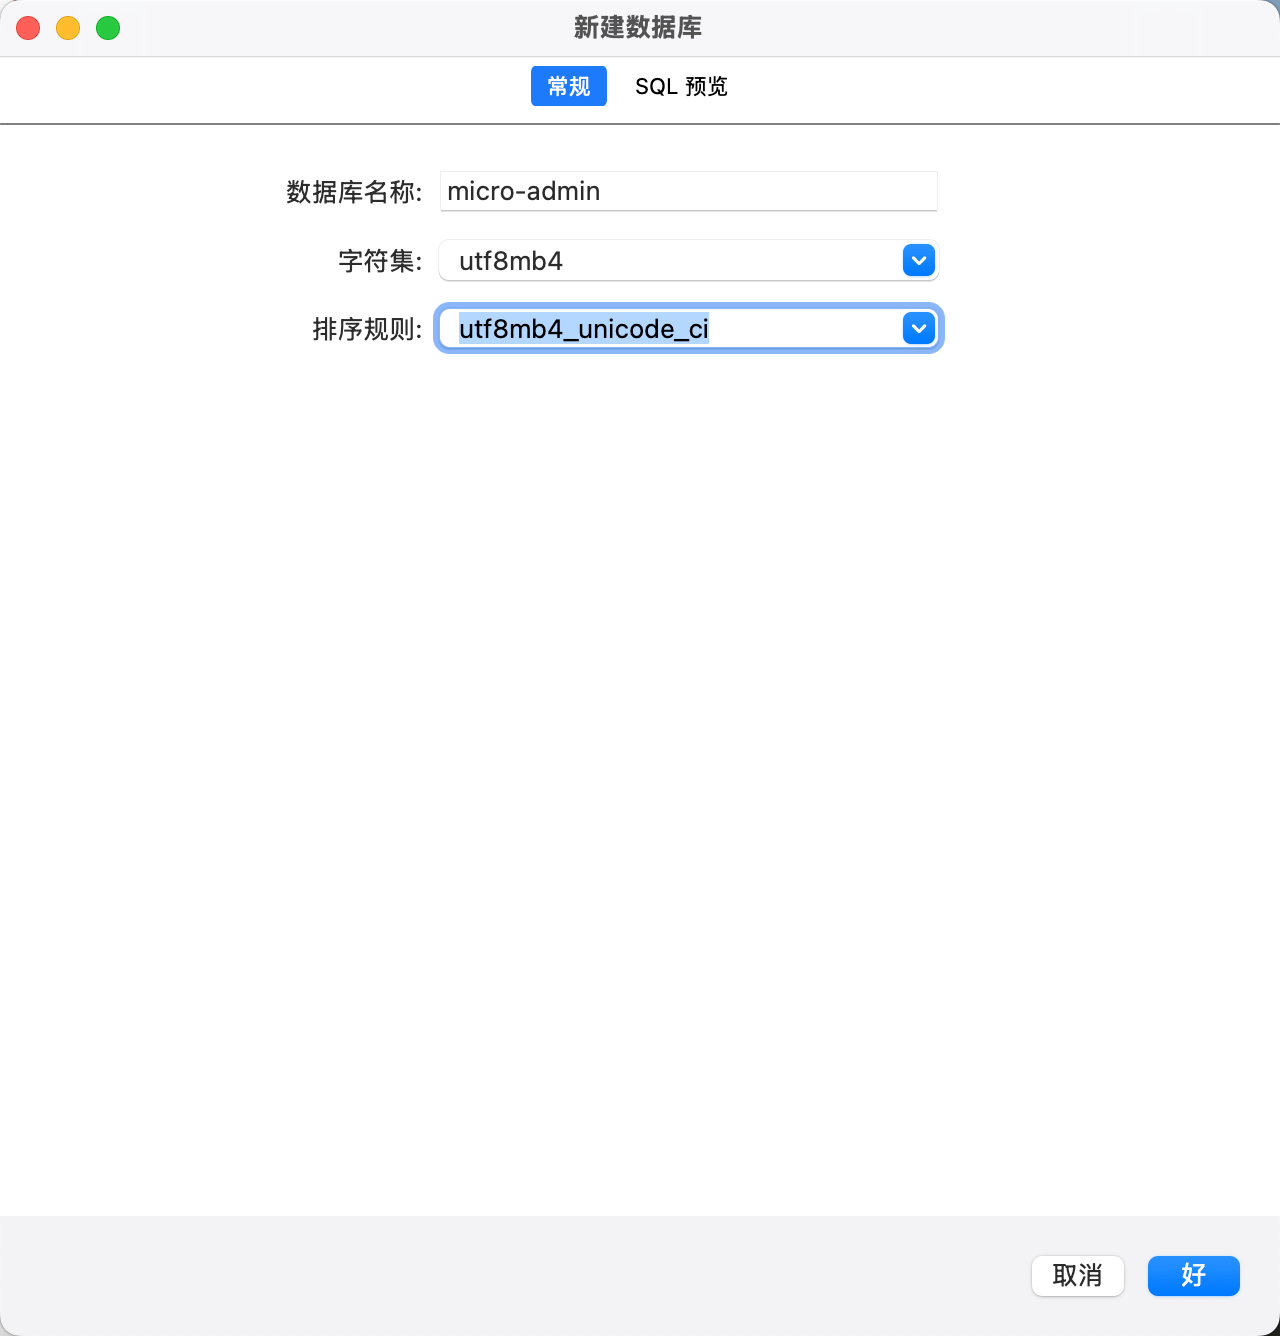 新建数据库
常规 SQL 预览
数据库名称: micro-admin
字符集: utf8mb4
排序规则: utf8mb4_unicode_ci
取消 好